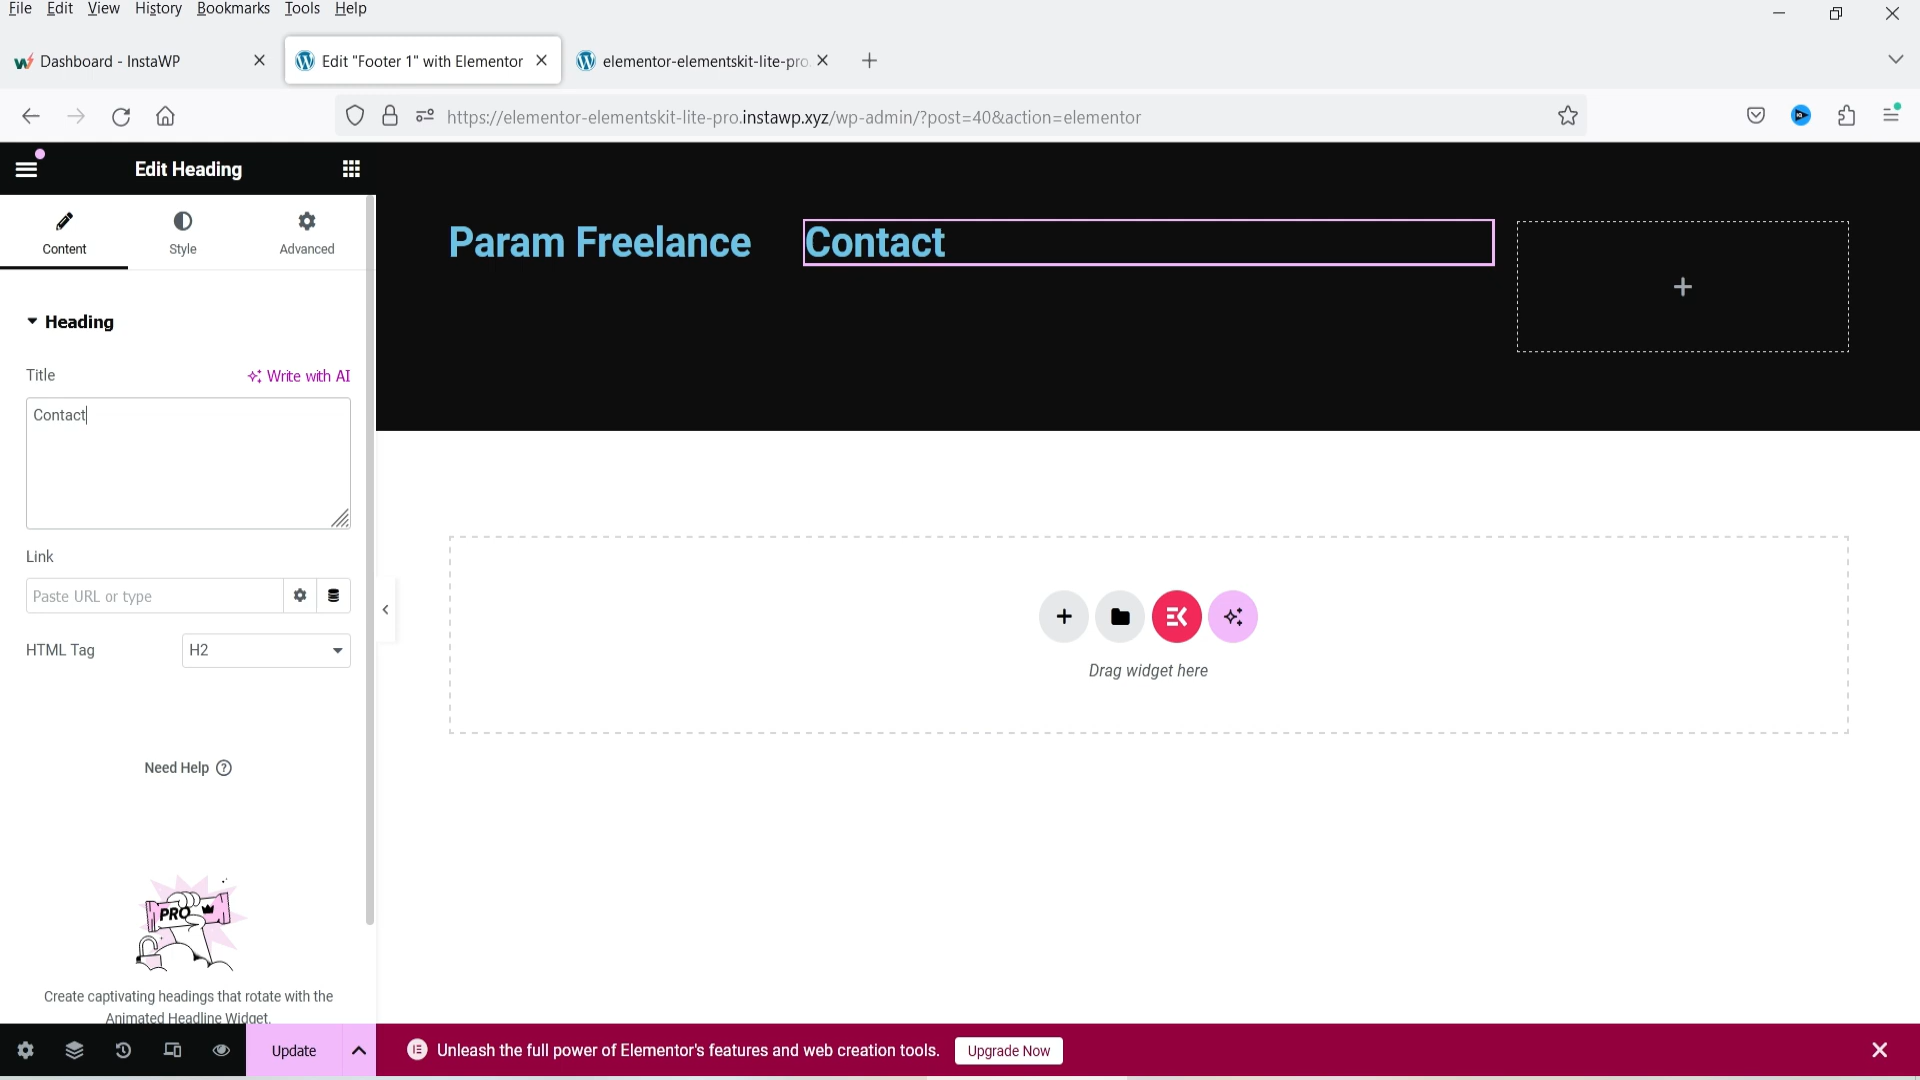 File Edit View History Bookmarks Tools Help
Dashboard - InstaWP
Edit "Footer 1" with Elementor
elementor-elementskit-lite-pro.
https://elementor-elementskit-lite-pro.instawp.xyz/wp-admin/?post=40&action=elementor
Edit Heading
Content
Style
Advanced
Heading
Title
Write with AI
Contact
Link
Paste URL or type
HTML Tag
H2
Need Help
PRO
Create captivating headings that rotate with the
Animated Headline Widget.
Update
Param Freelance
Contact
Drag widget here
Unleash the full power of Elementor's features and web creation tools.
Upgrade Now